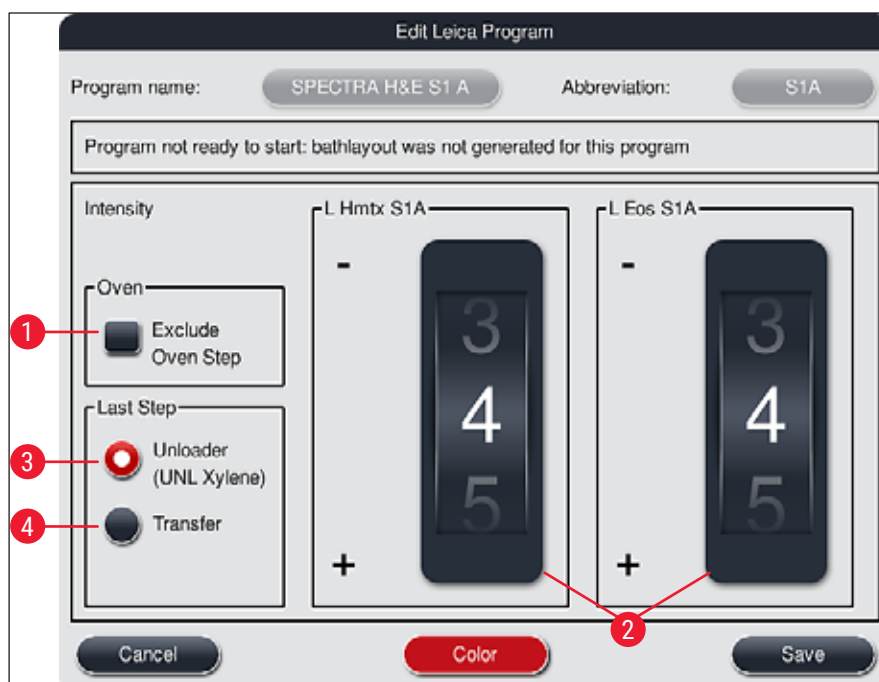 Edit Leica Program
Program name: SPECTRA H&E S1 A Abbreviation: S1A
Program not ready to start: bathlayout was not generated for this program
Intensity
L Hmtx S1A
L Eos S1A
-
-
Oven
1
Exclude
Oven Step
3
3
4
4
5
5
Last Step
3
Unloader
(UNL Xylene)
4
Transfer
+
+
2
Cancel
Color
Save